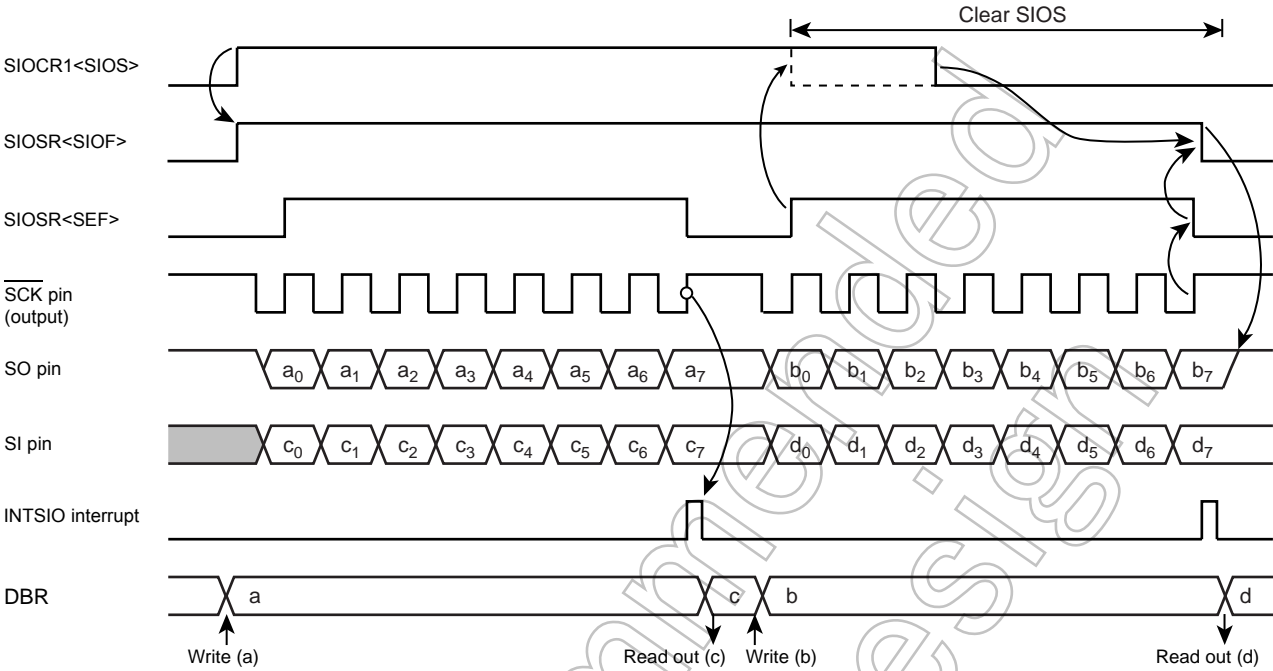 Clear SIOS
SIOCR1<SIOS>
SIOSR<SIOF>
SIOSR<SEF>
SCK pin
(output)
SO pin
a0 a1 a2 a3 a4 a5 a6 a7 b0 b1 b2 b3 b4 b5 b6 b7
SI pin
c0 c1 c2 c3 c4 c5 c6 c7 d0 d1 d2 d3 d4 d5 d6 d7
INTSIO interrupt
DBR
a c b d
Write (a) Read out (c) Write (b) Read out (d)
mmended
esign